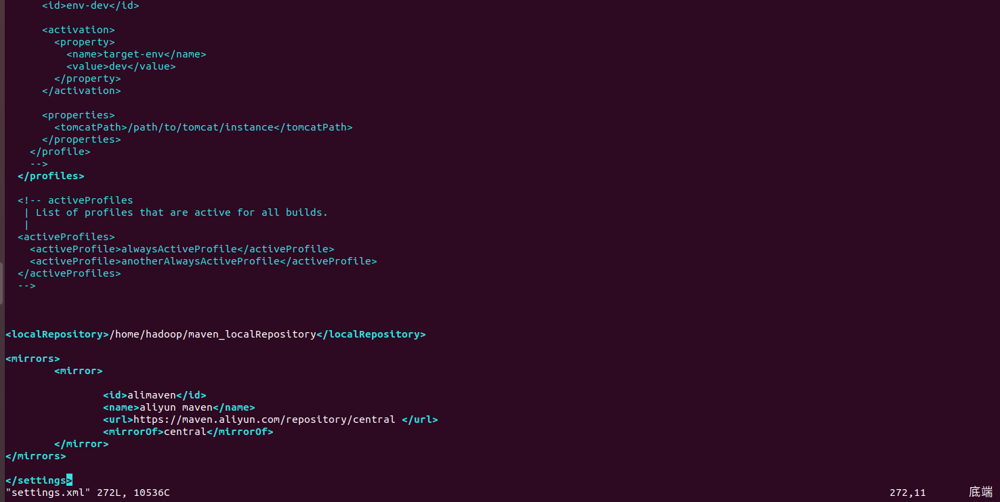 <id>env-dev</id>

      <activation>
        <property>
          <name>target-env</name>
          <value>dev</value>
        </property>
      </activation>

      <properties>
        <tomcatPath>/path/to/tomcat/instance</tomcatPath>
      </properties>
    </profile>
    -->
  </profiles>

  <!-- activeProfiles
   | List of profiles that are active for all builds.
   |
  <activeProfiles>
    <activeProfile>alwaysActiveProfile</activeProfile>
    <activeProfile>anotherAlwaysActiveProfile</activeProfile>
  </activeProfiles>
  -->

<localRepository>/home/hadoop/maven_localRepository</localRepository>

<mirrors>
        <mirror>

                <id>alimaven</id>
                <name>aliyun maven</name>
                <url>https://maven.aliyun.com/repository/central </url>
                <mirrorOf>central</mirrorOf>
        </mirror>
</mirrors>

</settings>
"settings.xml" 272L, 10536C 272,11 底端